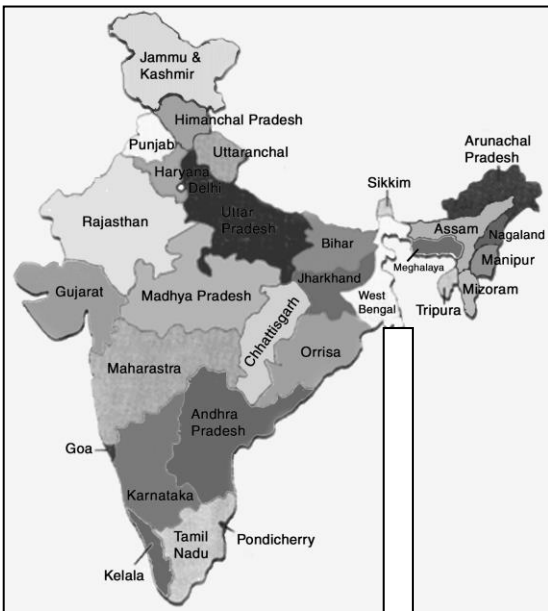 Jammu &
Kashmir
Himanchal Pradesh
Punjab
Uttaranchal
Haryana
Delhi
Arunachal
Pradesh
Sikkim
Rajasthan
Uttar
Pradesh
Assam
Nagaland
Bihar
Meghalaya
Manipur
Jharkhand
Gujarat
Madhya Pradesh
Mizoram
West
Bengal
Tripura
Chhattisgarh
Maharastra
Orrisa
Andhra
Pradesh
Goa
Karnataka
Tamil
Nadu
Pondicherry
Kelala